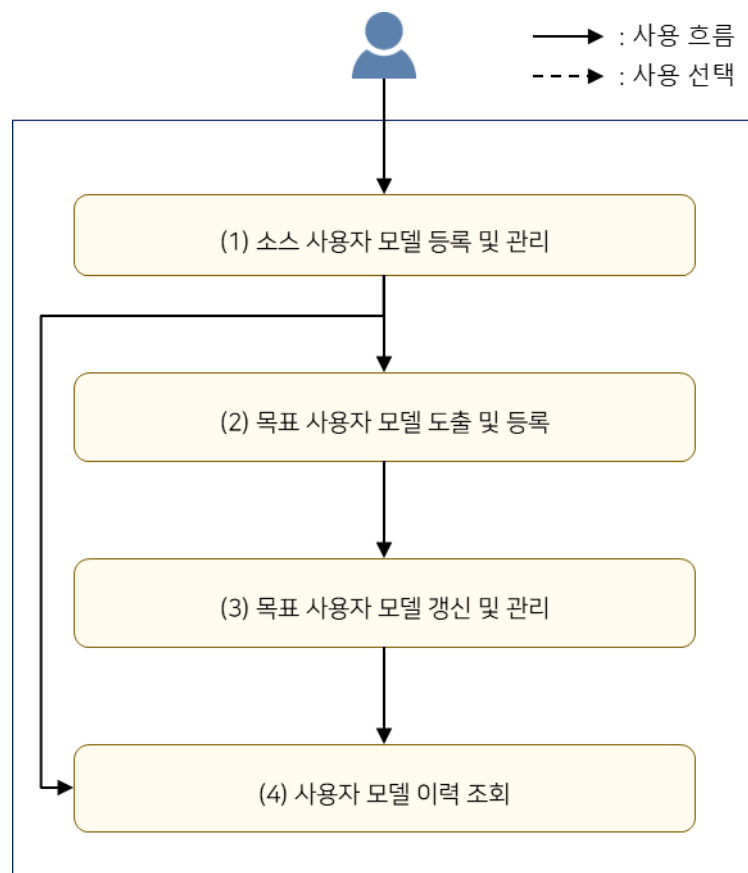 : 사용 흐름
: 사용 선택
(1) 소스 사용자 모델 등록 및 관리
(2) 목표 사용자 모델 도출 및 등록
(3) 목표 사용자 모델 갱신 및 관리
(4) 사용자 모델 이력 조회